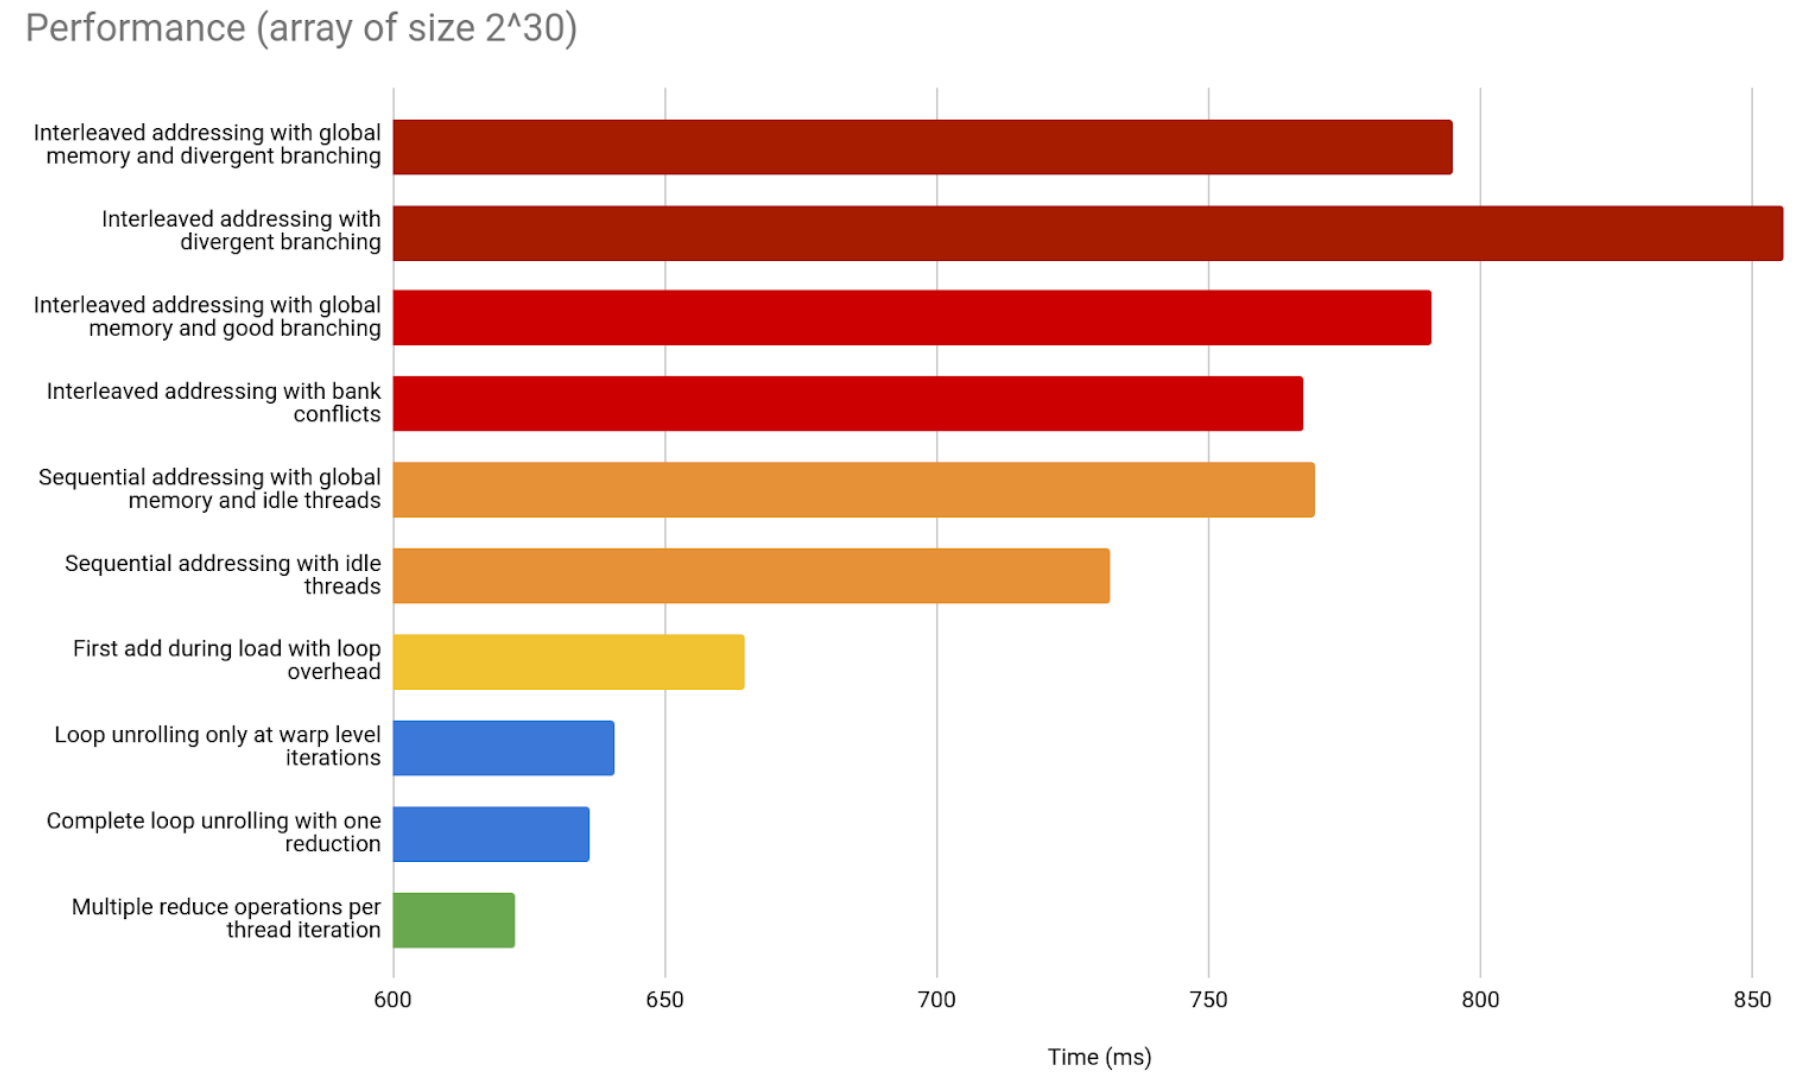 Performance (array of size 2^30)
Interleaved addressing with global
memory and divergent branching
Interleaved addressing with
divergent branching
Interleaved addressing with global
memory and good branching
Interleaved addressing with bank
conflicts
Sequential addressing with global
memory and idle threads
Sequential addressing with idle
threads
First add during load with loop
overhead
Loop unrolling only at warp level
iterations
Complete loop unrolling with one
reduction
Multiple reduce operations per
thread iteration
600 650 700 750 800 850
Time (ms)